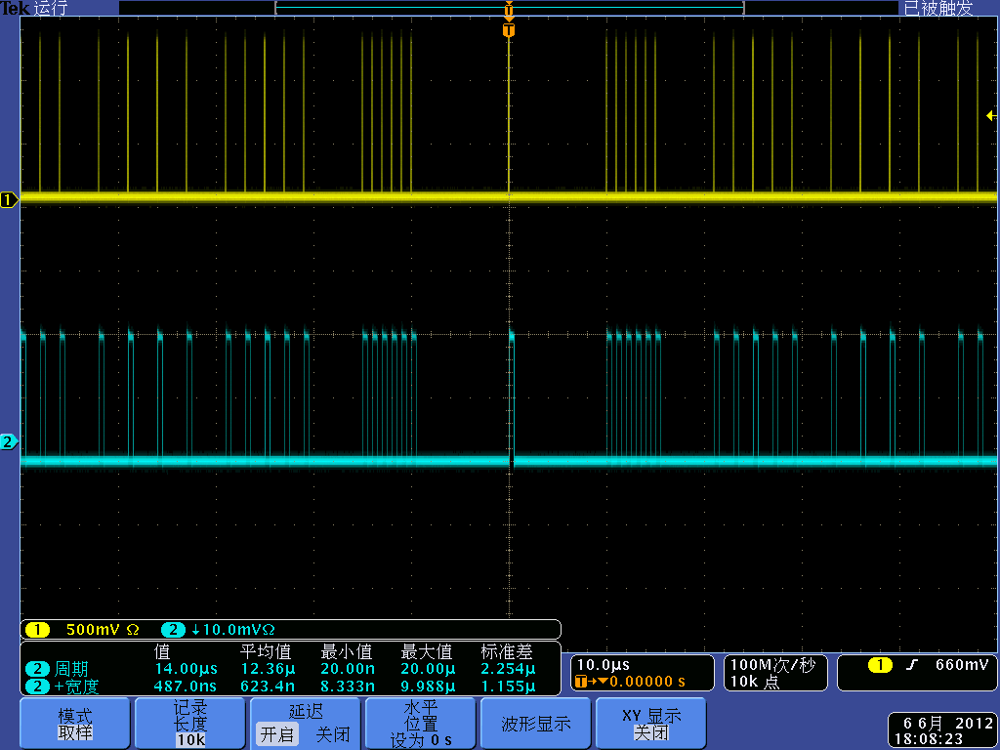 Tek 运行
T
已被触发
T
1
2
1 500mV Ω 2 ↓10.0mVΩ
值 平均值 最小值 最大值 标准差
2 周期 14.00μs 12.36μ 20.00n 20.00μ 2.254μ
2 +宽度 487.0ns 623.4n 8.333n 9.988μ 1.155μ
10.0μs
T→▼0.00000 s
100M次/秒
10k 点
1 660mV
模式
取样
记录
长度
10k
延迟
开启 关闭
水平
位置
设为 0 s
波形显示
XY 显示
关闭
6 6月 2012
18:08:23